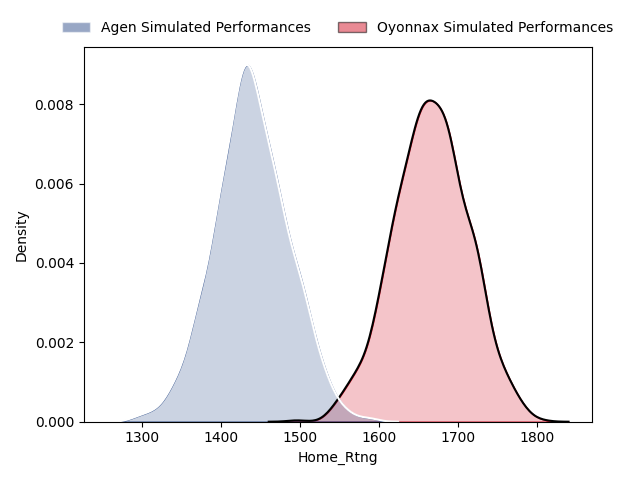 Agen Simulated Performances Oyonnax Simulated Performances
0.008
0.006
0.004
0.002
0.000
Density
1300 1400 1500 1600 1700 1800
Home_Rtng